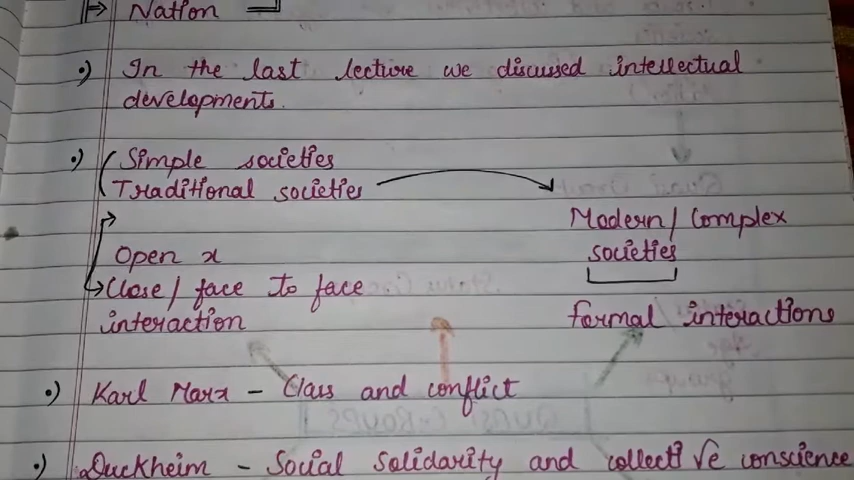 Nation
•) In the last lecture we discussed intellectual
developments.
•) Simple societies
Traditional societies
Modern / Complex
societies
Open x
Close / face to face
interaction
formal interactions
•) Karl Marx - Class and conflict
•) Duckheim - Social solidarity and collective conscience